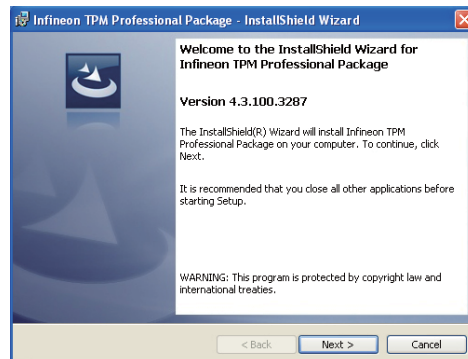 Infineon TPM Professional Package - InstallShield Wizard
Welcome to the InstallShield Wizard for
Infineon TPM Professional Package
Version 4.3.100.3287
The InstallShield(R) Wizard will install Infineon TPM
Professional Package on your computer. To continue, click
Next.
It is recommended that you close all other applications before
starting Setup.
WARNING: This program is protected by copyright law and
international treaties.
< Back
Next >
Cancel